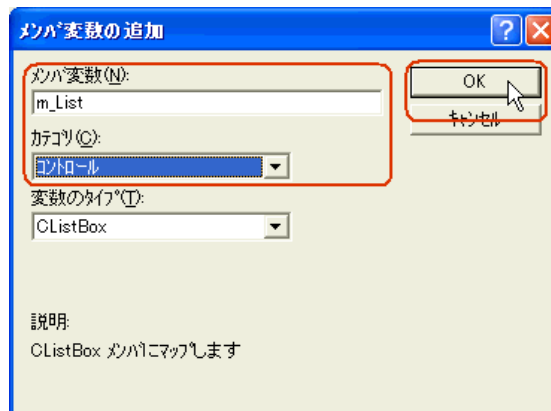 メンバ変数の追加
メンバ変数(N):
m_List
OK
キャンセル
カテゴリ(C):
コントロール
変数のタイプ(T):
CListBox
説明:
CListBox メンバにマップします